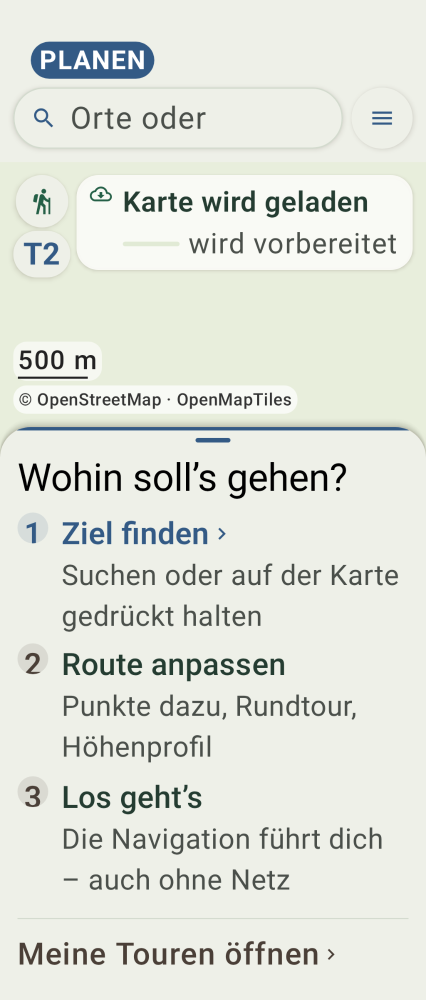 PLANEN
Orte oder
Karte wird geladen
wird vorbereitet
T2
500 m
© OpenStreetMap · OpenMapTiles
Wohin soll’s gehen?
1 Ziel finden ›
Suchen oder auf der Karte
gedrückt halten
2 Route anpassen
Punkte dazu, Rundtour,
Höhenprofil
3 Los geht’s
Die Navigation führt dich
– auch ohne Netz
Meine Touren öffnen ›